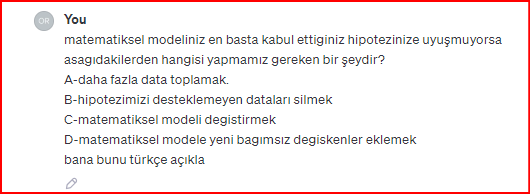 OR You
matematiksel modeliniz en basta kabul ettiginiz hipotezinize uyuşmuyorsa
asagıdakilerden hangisi yapmamız gereken bir şeydir?
A-daha fazla data toplamak.
B-hipotezimizi desteklemeyen dataları silmek
C-matematiksel modeli degistirmek
D-matematiksel modele yeni bagımsız degiskenler eklemek
bana bunu türkçe açıkla